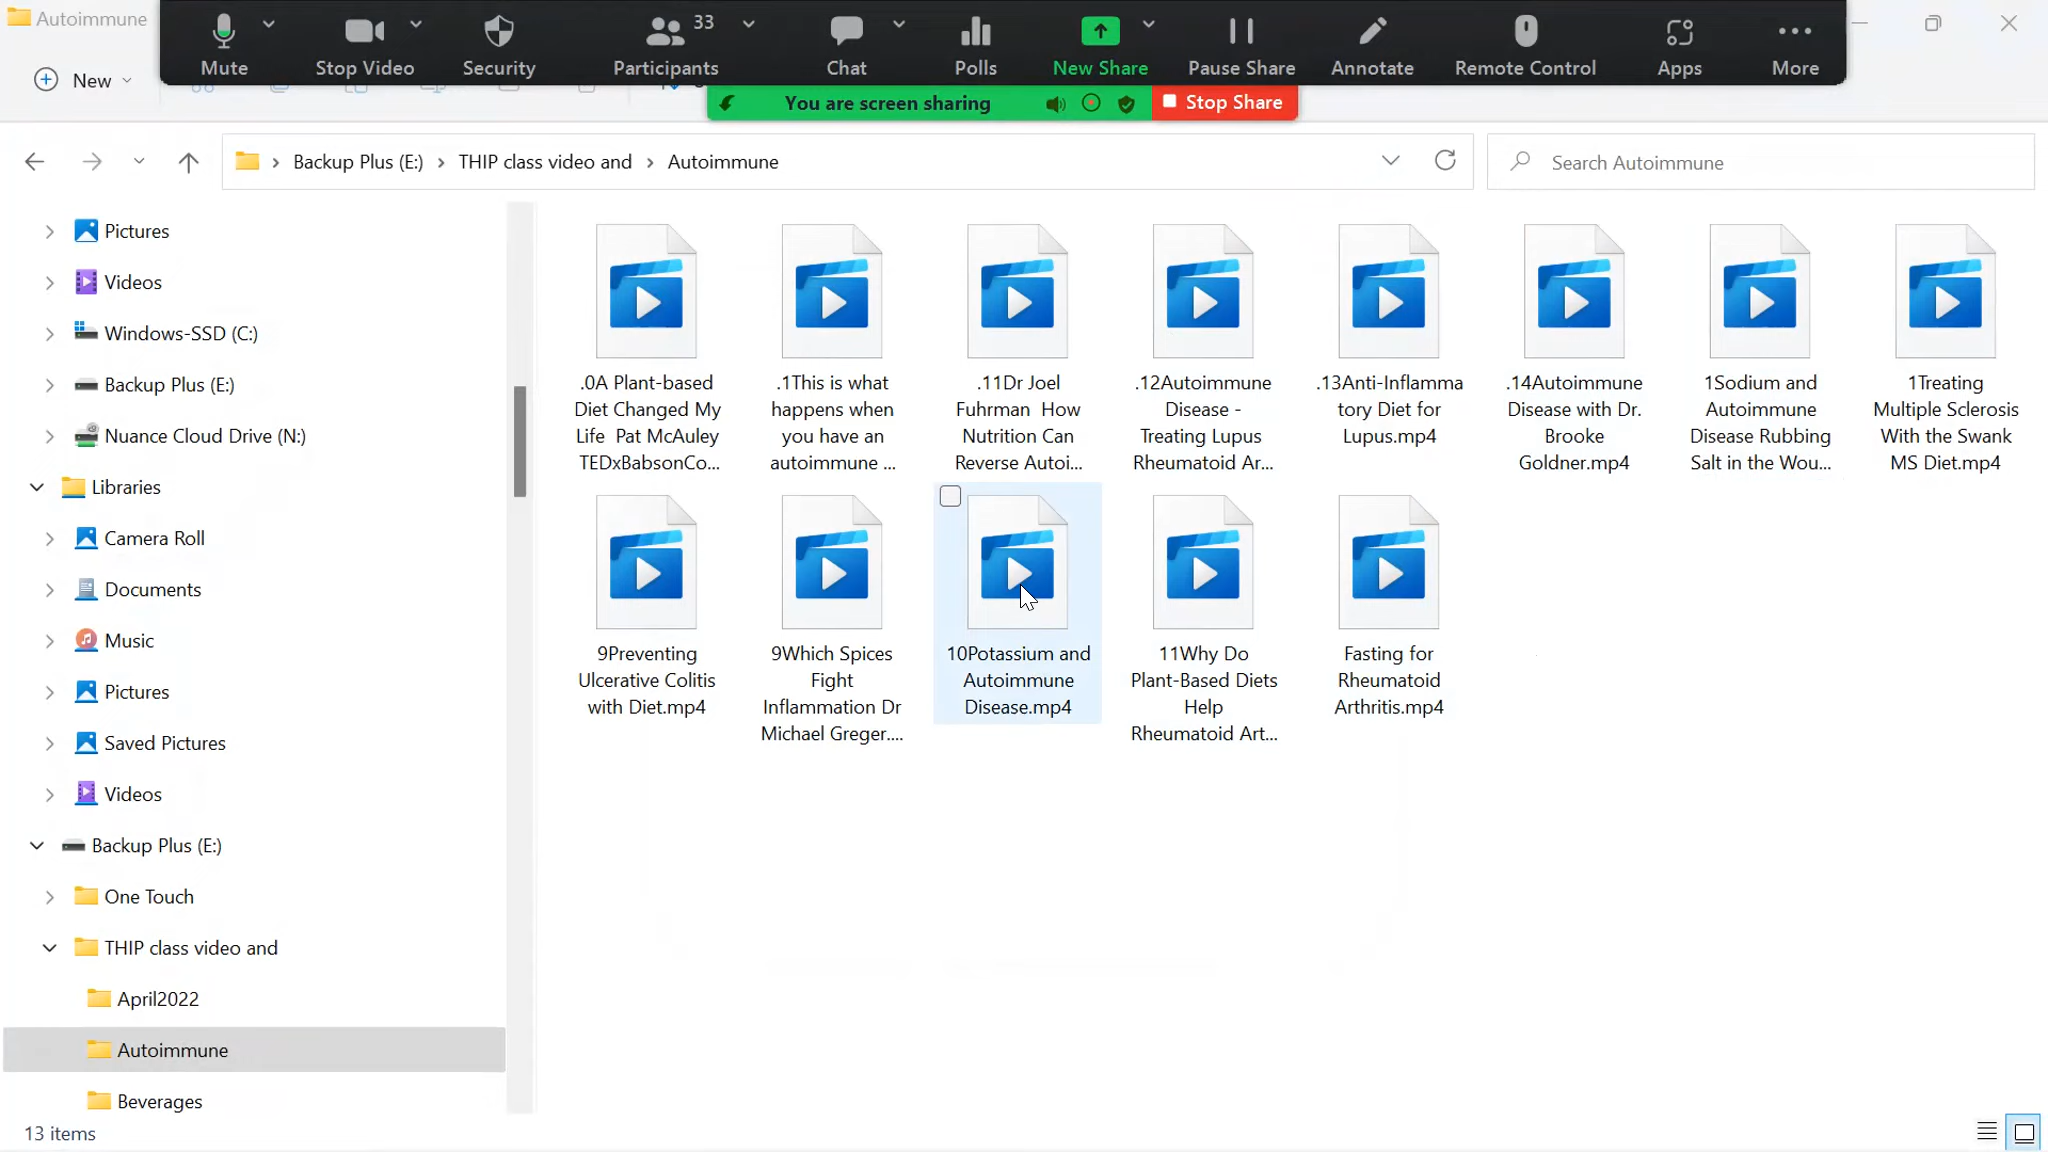 Autoimmune
Mute
Stop Video
Security
33
Participants
Chat
Polls
New Share
Pause Share
Annotate
Remote Control
Apps
More
New
You are screen sharing
Stop Share
Backup Plus (E:) > THIP class video and > Autoimmune
Search Autoimmune
Pictures
Videos
Windows-SSD (C:)
Backup Plus (E:)
Nuance Cloud Drive (N:)
Libraries
Camera Roll
Documents
Music
Pictures
Saved Pictures
Videos
Backup Plus (E:)
One Touch
THIP class video and
April2022
Autoimmune
Beverages
.0A Plant-based
Diet Changed My
Life Pat McAuley
TEDxBabsonCo...
.1This is what
happens when
you have an
autoimmune ...
.11Dr Joel
Fuhrman How
Nutrition Can
Reverse Autoi...
.12Autoimmune
Disease -
Treating Lupus
Rheumatoid Ar...
.13Anti-Inflamma
tory Diet for
Lupus.mp4
.14Autoimmune
Disease with Dr.
Brooke
Goldner.mp4
1Sodium and
Autoimmune
Disease Rubbing
Salt in the Wou...
1Treating
Multiple Sclerosis
With the Swank
MS Diet.mp4
9Preventing
Ulcerative Colitis
with Diet.mp4
9Which Spices
Fight
Inflammation Dr
Michael Greger....
10Potassium and
Autoimmune
Disease.mp4
11Why Do
Plant-Based Diets
Help
Rheumatoid Art...
Fasting for
Rheumatoid
Arthritis.mp4
13 items